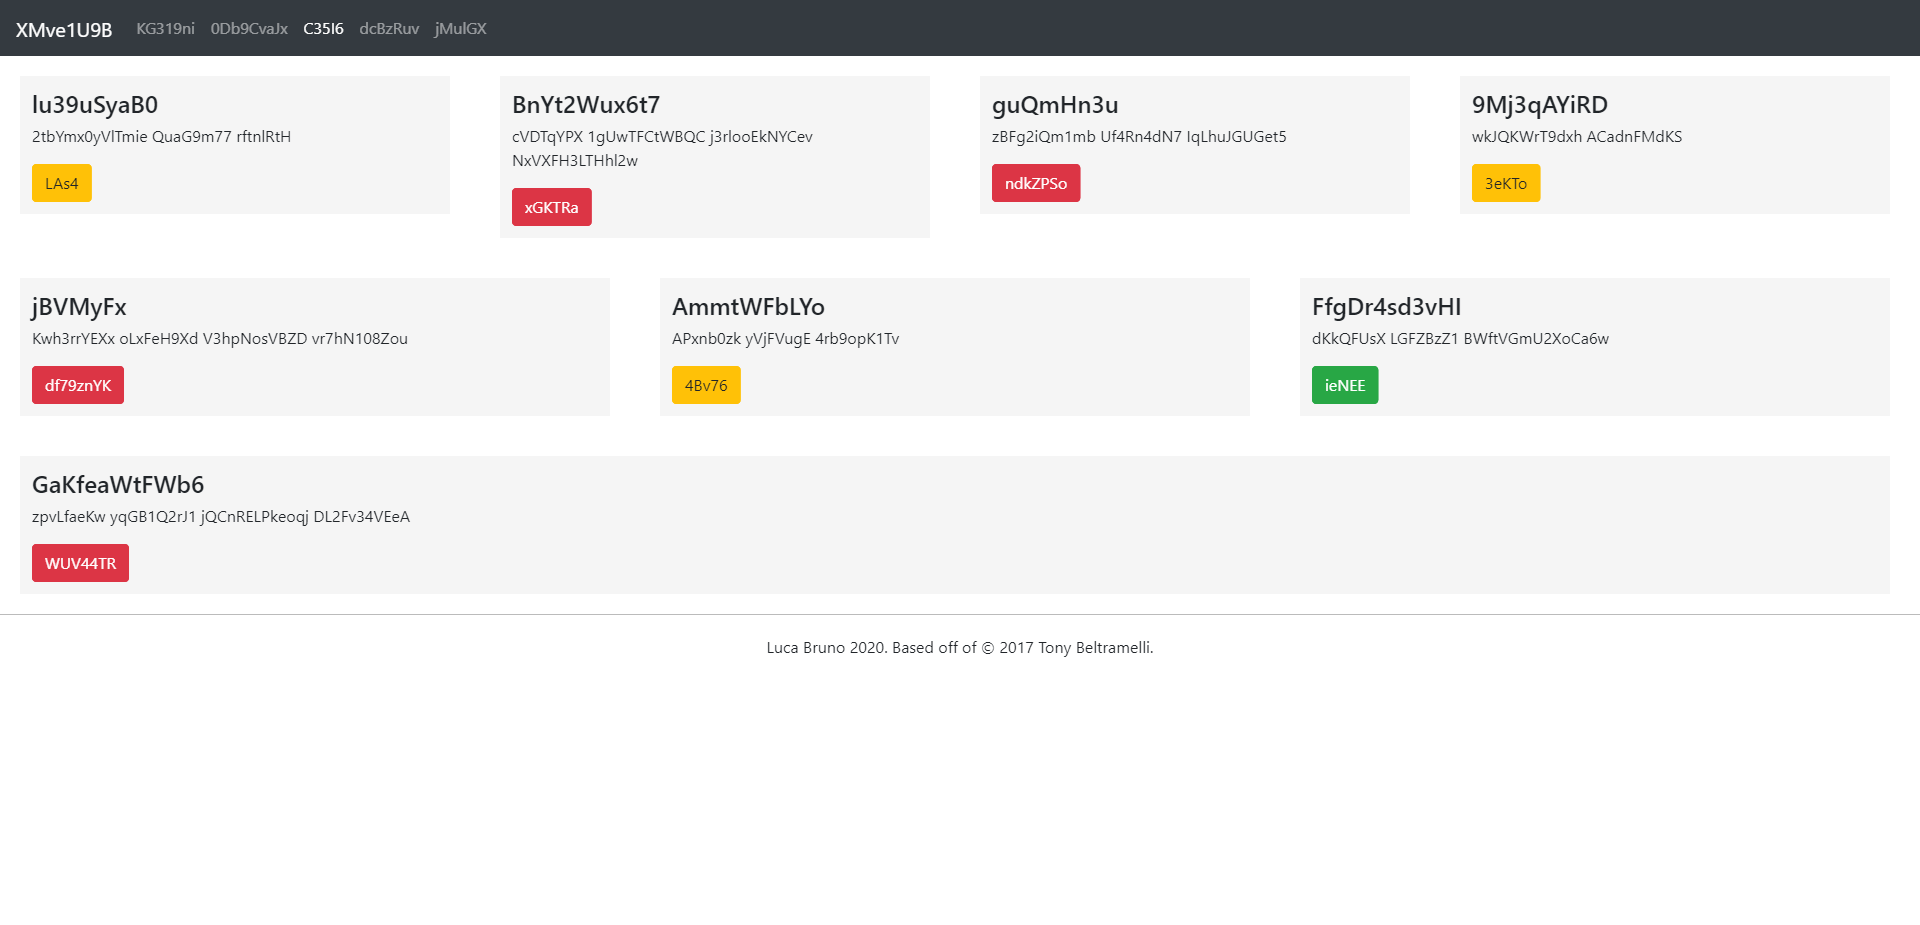 XMve1U9B KG319ni 0Db9CvaJx C35I6 dcBzRuv jMulGX
lu39uSyaB0
2tbYmx0yVlTmie QuaG9m77 rftnlRtH
LAs4
BnYt2Wux6t7
cVDTqYPX 1gUwTFCtWBQC j3rlooEkNYCev
NxVXFH3LTHhl2w
xGKTRa
guQmHn3u
zBFg2iQm1mb Uf4Rn4dN7 IqLhuJGUGet5
ndkZPSo
9Mj3qAYiRD
wkJQKWrT9dxh ACadnFMdKS
3eKTo
jBVMyFx
Kwh3rrYEXx oLxFeH9Xd V3hpNosVBZD vr7hN108Zou
df79znYK
AmmtWFbLYo
APxnb0zk yVjFVugE 4rb9opK1Tv
4Bv76
FfgDr4sd3vHI
dKkQFUsX LGFZBzZ1 BWftVGmU2XoCa6w
ieNEE
GaKfeaWtFWb6
zpvLfaeKw yqGB1Q2rJ1 jQCnRELPkeoqj DL2Fv34VEeA
WUV44TR
Luca Bruno 2020. Based off of © 2017 Tony Beltramelli.